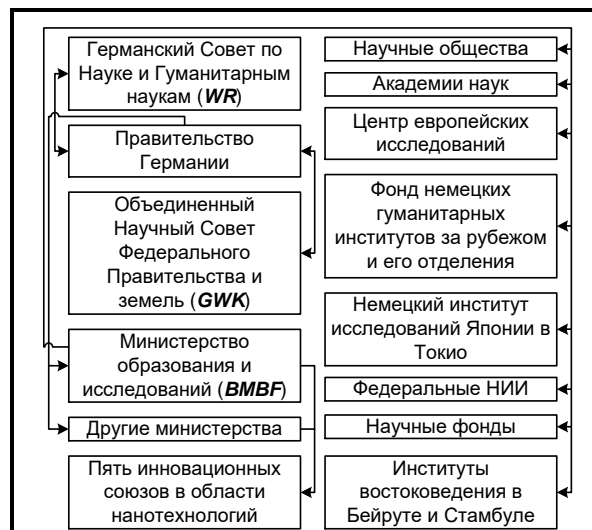 Германский Совет по
Науке и Гуманитарным
наукам (WR)
Правительство
Германии
Объединенный
Научный Совет
Федерального
Правительства и
земель (GWK)
Министерство
образования и
исследований (BMBF)
Другие министерства
Пять инновационных
союзов в области
нанотехнологий
Научные общества
Академии наук
Центр европейских
исследований
Фонд немецких
гуманитарных
институтов за рубежом
и его отделения
Немецкий институт
исследований Японии в
Токио
Федеральные НИИ
Научные фонды
Институты
востоковедения в
Бейруте и Стамбуле